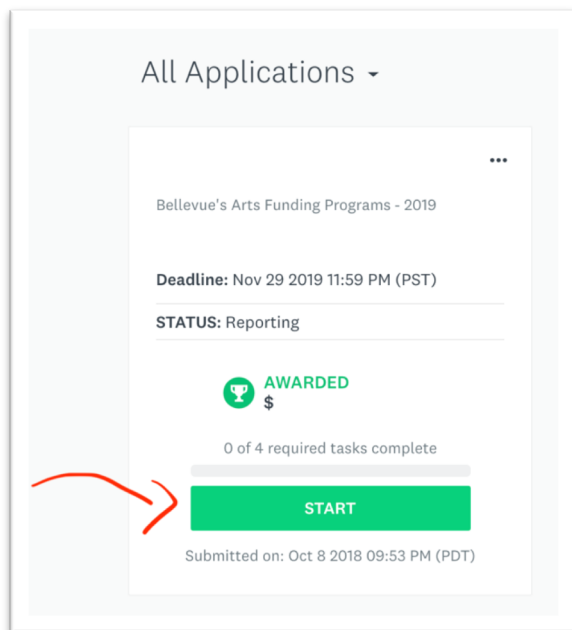 All Applications
Bellevue's Arts Funding Programs - 2019
Deadline: Nov 29 2019 11:59 PM (PST)
STATUS: Reporting
AWARDED
$
0 of 4 required tasks complete
START
Submitted on: Oct 8 2018 09:53 PM (PDT)